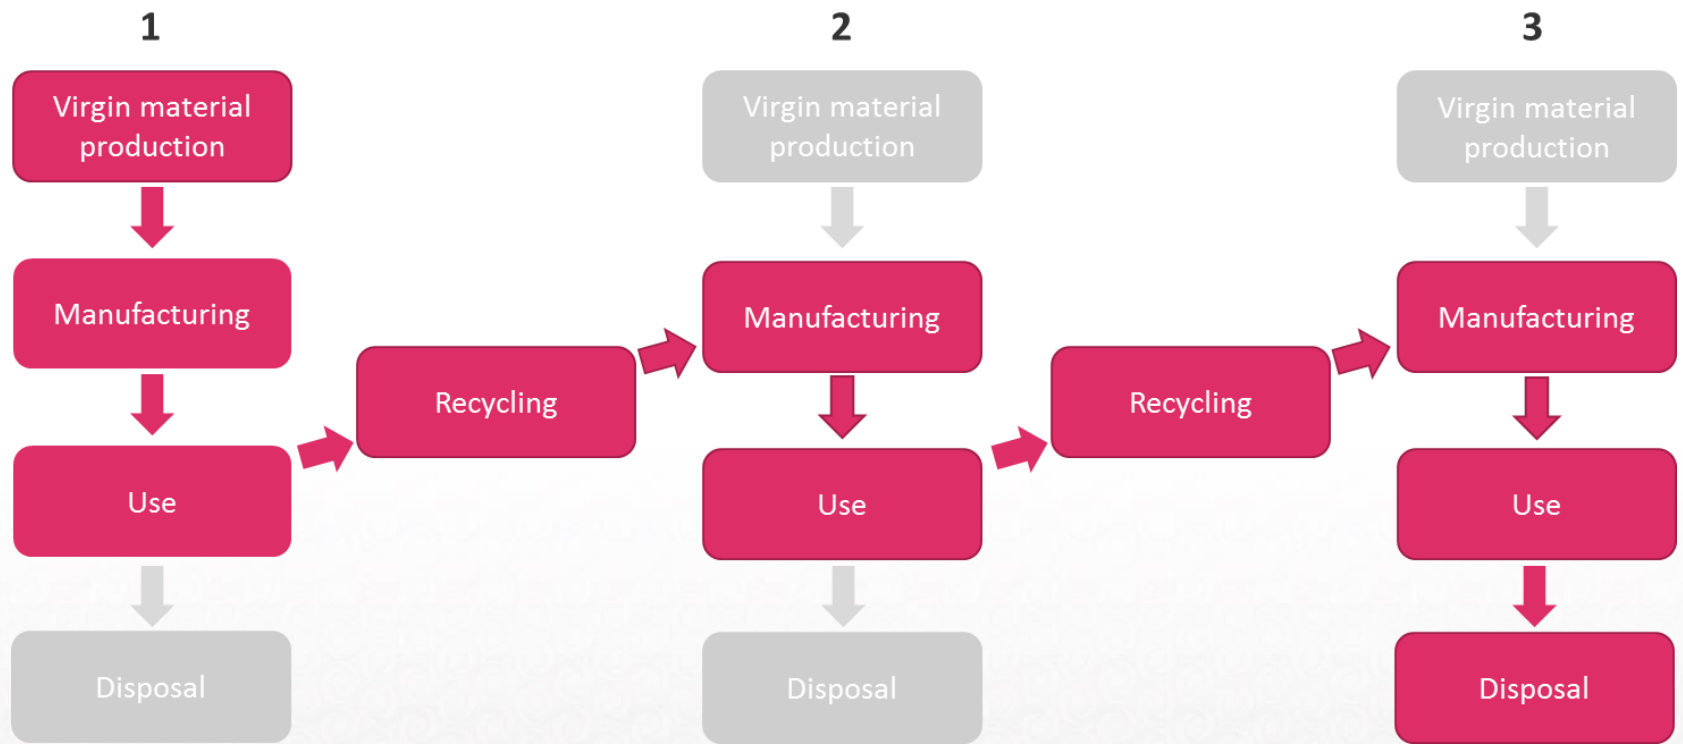 1
2
3
Virgin material
production
Virgin material
production
Virgin material
production
Manufacturing
Manufacturing
Manufacturing
Recycling
Recycling
Use
Use
Use
Disposal
Disposal
Disposal